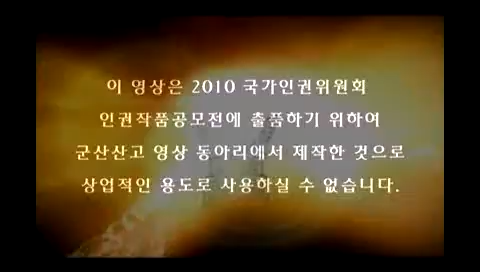 이 영상은 2010 국가인권위원회
인권작품공모전에 출품하기 위하여
군산산고 영상 동아리에서 제작한 것으로
상업적인 용도로 사용하실 수 없습니다.